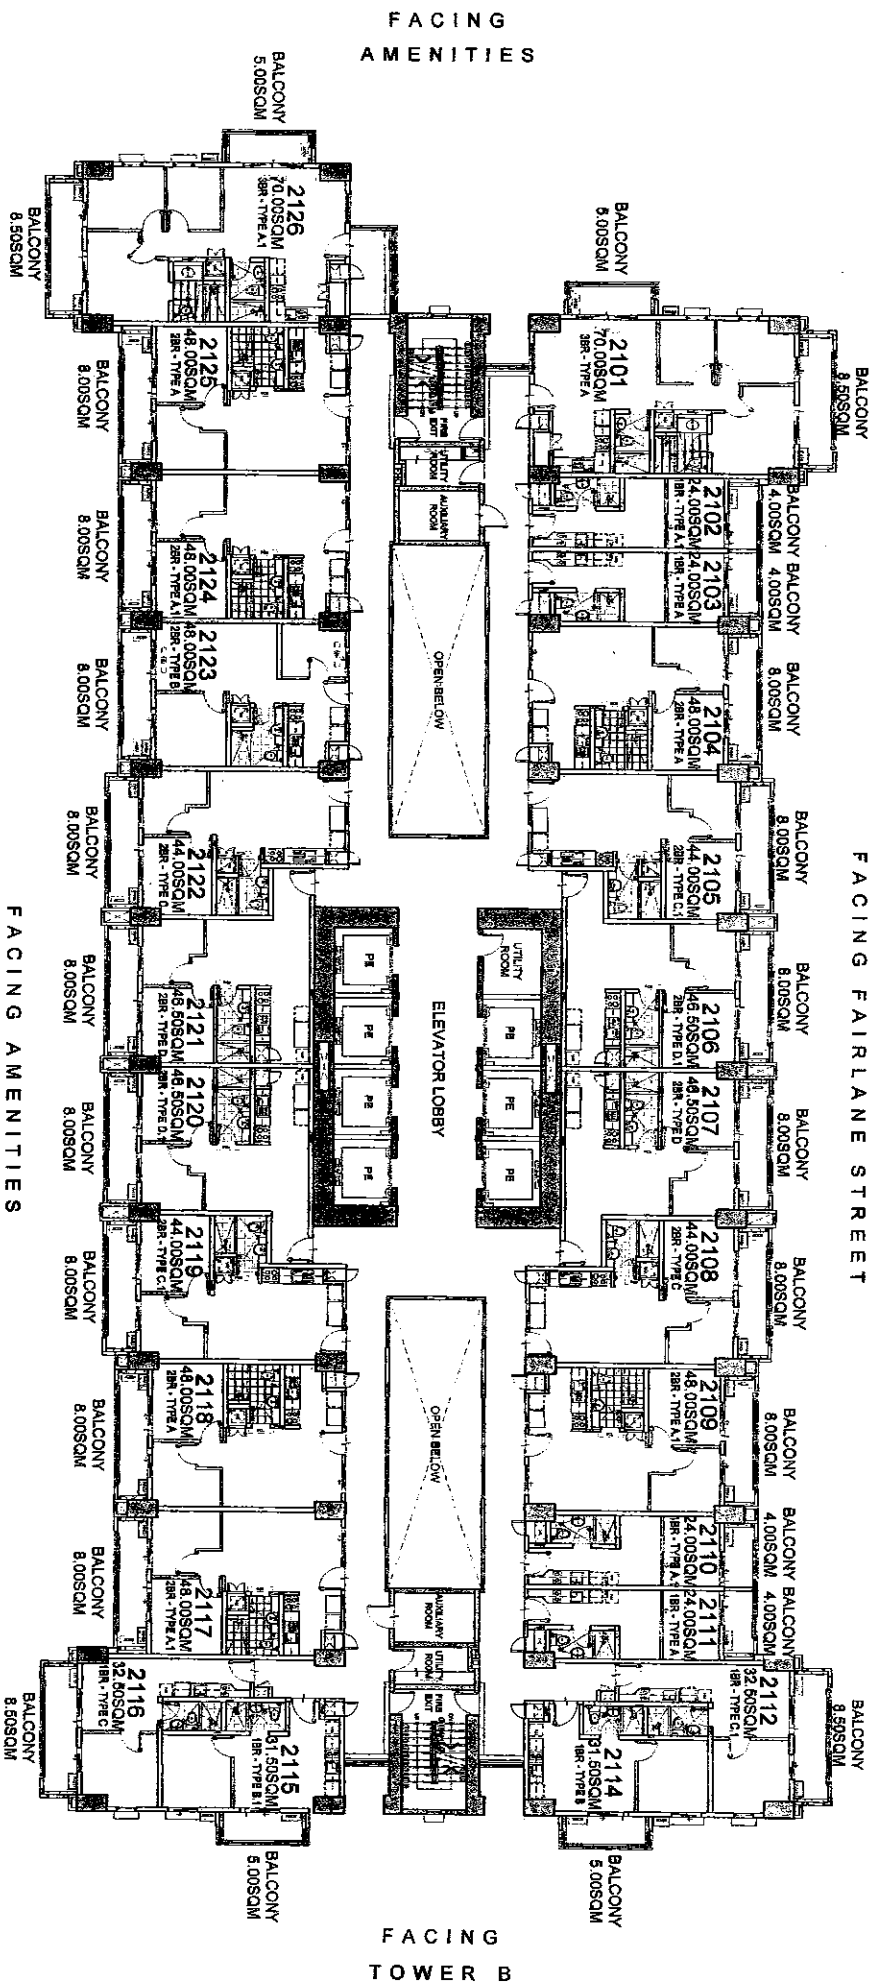 FACING
AMENITIES
BALCONY
5.00SQM
2126
70.00SQM
3BR - TYPE A.1
BALCONY
8.50SQM
BALCONY
5.00SQM
2101
70.00SQM
3BR - TYPE A
BALCONY
8.50SQM
2125
48.00SQM
2BR - TYPE A
BALCONY
8.00SQM
FIRE
EXIT
UTILITY
ROOM
AUXILIARY
ROOM
2102
24.00SQM
1BR - TYPE A.1
BALCONY
4.00SQM
2103
24.00SQM
1BR - TYPE A
BALCONY
4.00SQM
2124
48.00SQM
2BR - TYPE A.1
BALCONY
8.00SQM
2123
48.00SQM
2BR - TYPE B
BALCONY
8.00SQM
OPEN BELOW
2104
48.00SQM
2BR - TYPE A
BALCONY
8.00SQM
2122
44.00SQM
2BR - TYPE C
BALCONY
8.00SQM
2105
44.00SQM
2BR - TYPE C.1
BALCONY
8.00SQM
FACING AMENITIES
FACING FAIRLANE STREET
2121
46.50SQM
2BR - TYPE D
BALCONY
8.00SQM
PE
PE
PE
PE
ELEVATOR LOBBY
UTILITY
ROOM
PE
PE
PE
2106
46.50SQM
2BR - TYPE D.1
BALCONY
8.00SQM
2120
46.50SQM
2BR - TYPE D.1
BALCONY
8.00SQM
2107
46.50SQM
2BR - TYPE D
BALCONY
8.00SQM
2119
44.00SQM
2BR - TYPE C.1
BALCONY
8.00SQM
2108
44.00SQM
2BR - TYPE C
BALCONY
8.00SQM
2118
48.00SQM
2BR - TYPE A
BALCONY
8.00SQM
OPEN BELOW
2109
48.00SQM
2BR - TYPE A.1
BALCONY
8.00SQM
2117
48.00SQM
2BR - TYPE A.1
BALCONY
8.00SQM
2110
24.00SQM
1BR - TYPE A.1
BALCONY
4.00SQM
2111
24.00SQM
1BR - TYPE A
BALCONY
4.00SQM
AUXILIARY
ROOM
UTILITY
ROOM
FIRE
EXIT
2116
32.50SQM
1BR - TYPE C
BALCONY
8.50SQM
2115
31.50SQM
1BR - TYPE B.1
BALCONY
5.00SQM
2112
32.50SQM
1BR - TYPE C.1
BALCONY
8.50SQM
2114
31.50SQM
1BR - TYPE B
BALCONY
5.00SQM
FACING
TOWER B